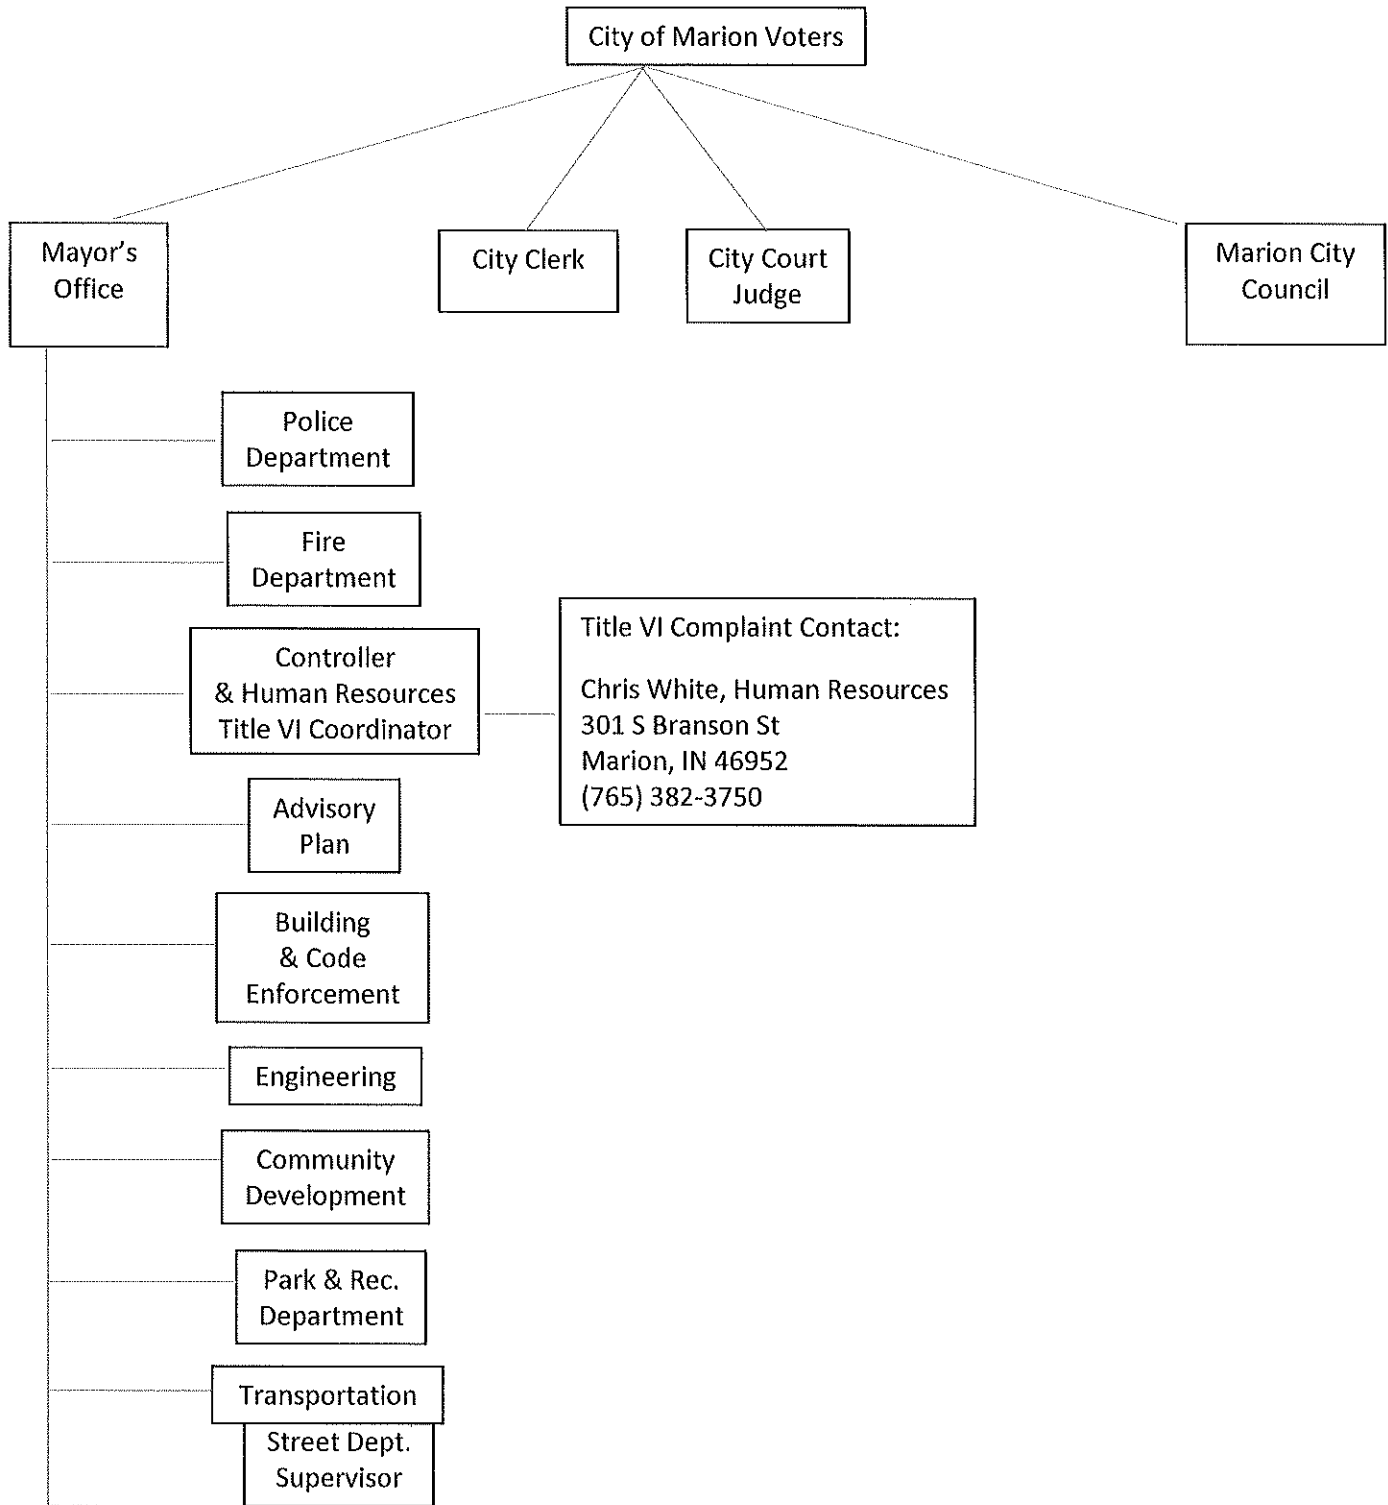 City of Marion Voters
Mayor's
Office
City Clerk
City Court
Judge
Marion City
Council
Police
Department
Fire
Department
Controller
& Human Resources
Title VI Coordinator
Title VI Complaint Contact:
Chris White, Human Resources
301 S Branson St
Marion, IN 46952
(765) 382-3750
Advisory
Plan
Building
& Code
Enforcement
Engineering
Community
Development
Park & Rec.
Department
Transportation
Street Dept.
Supervisor